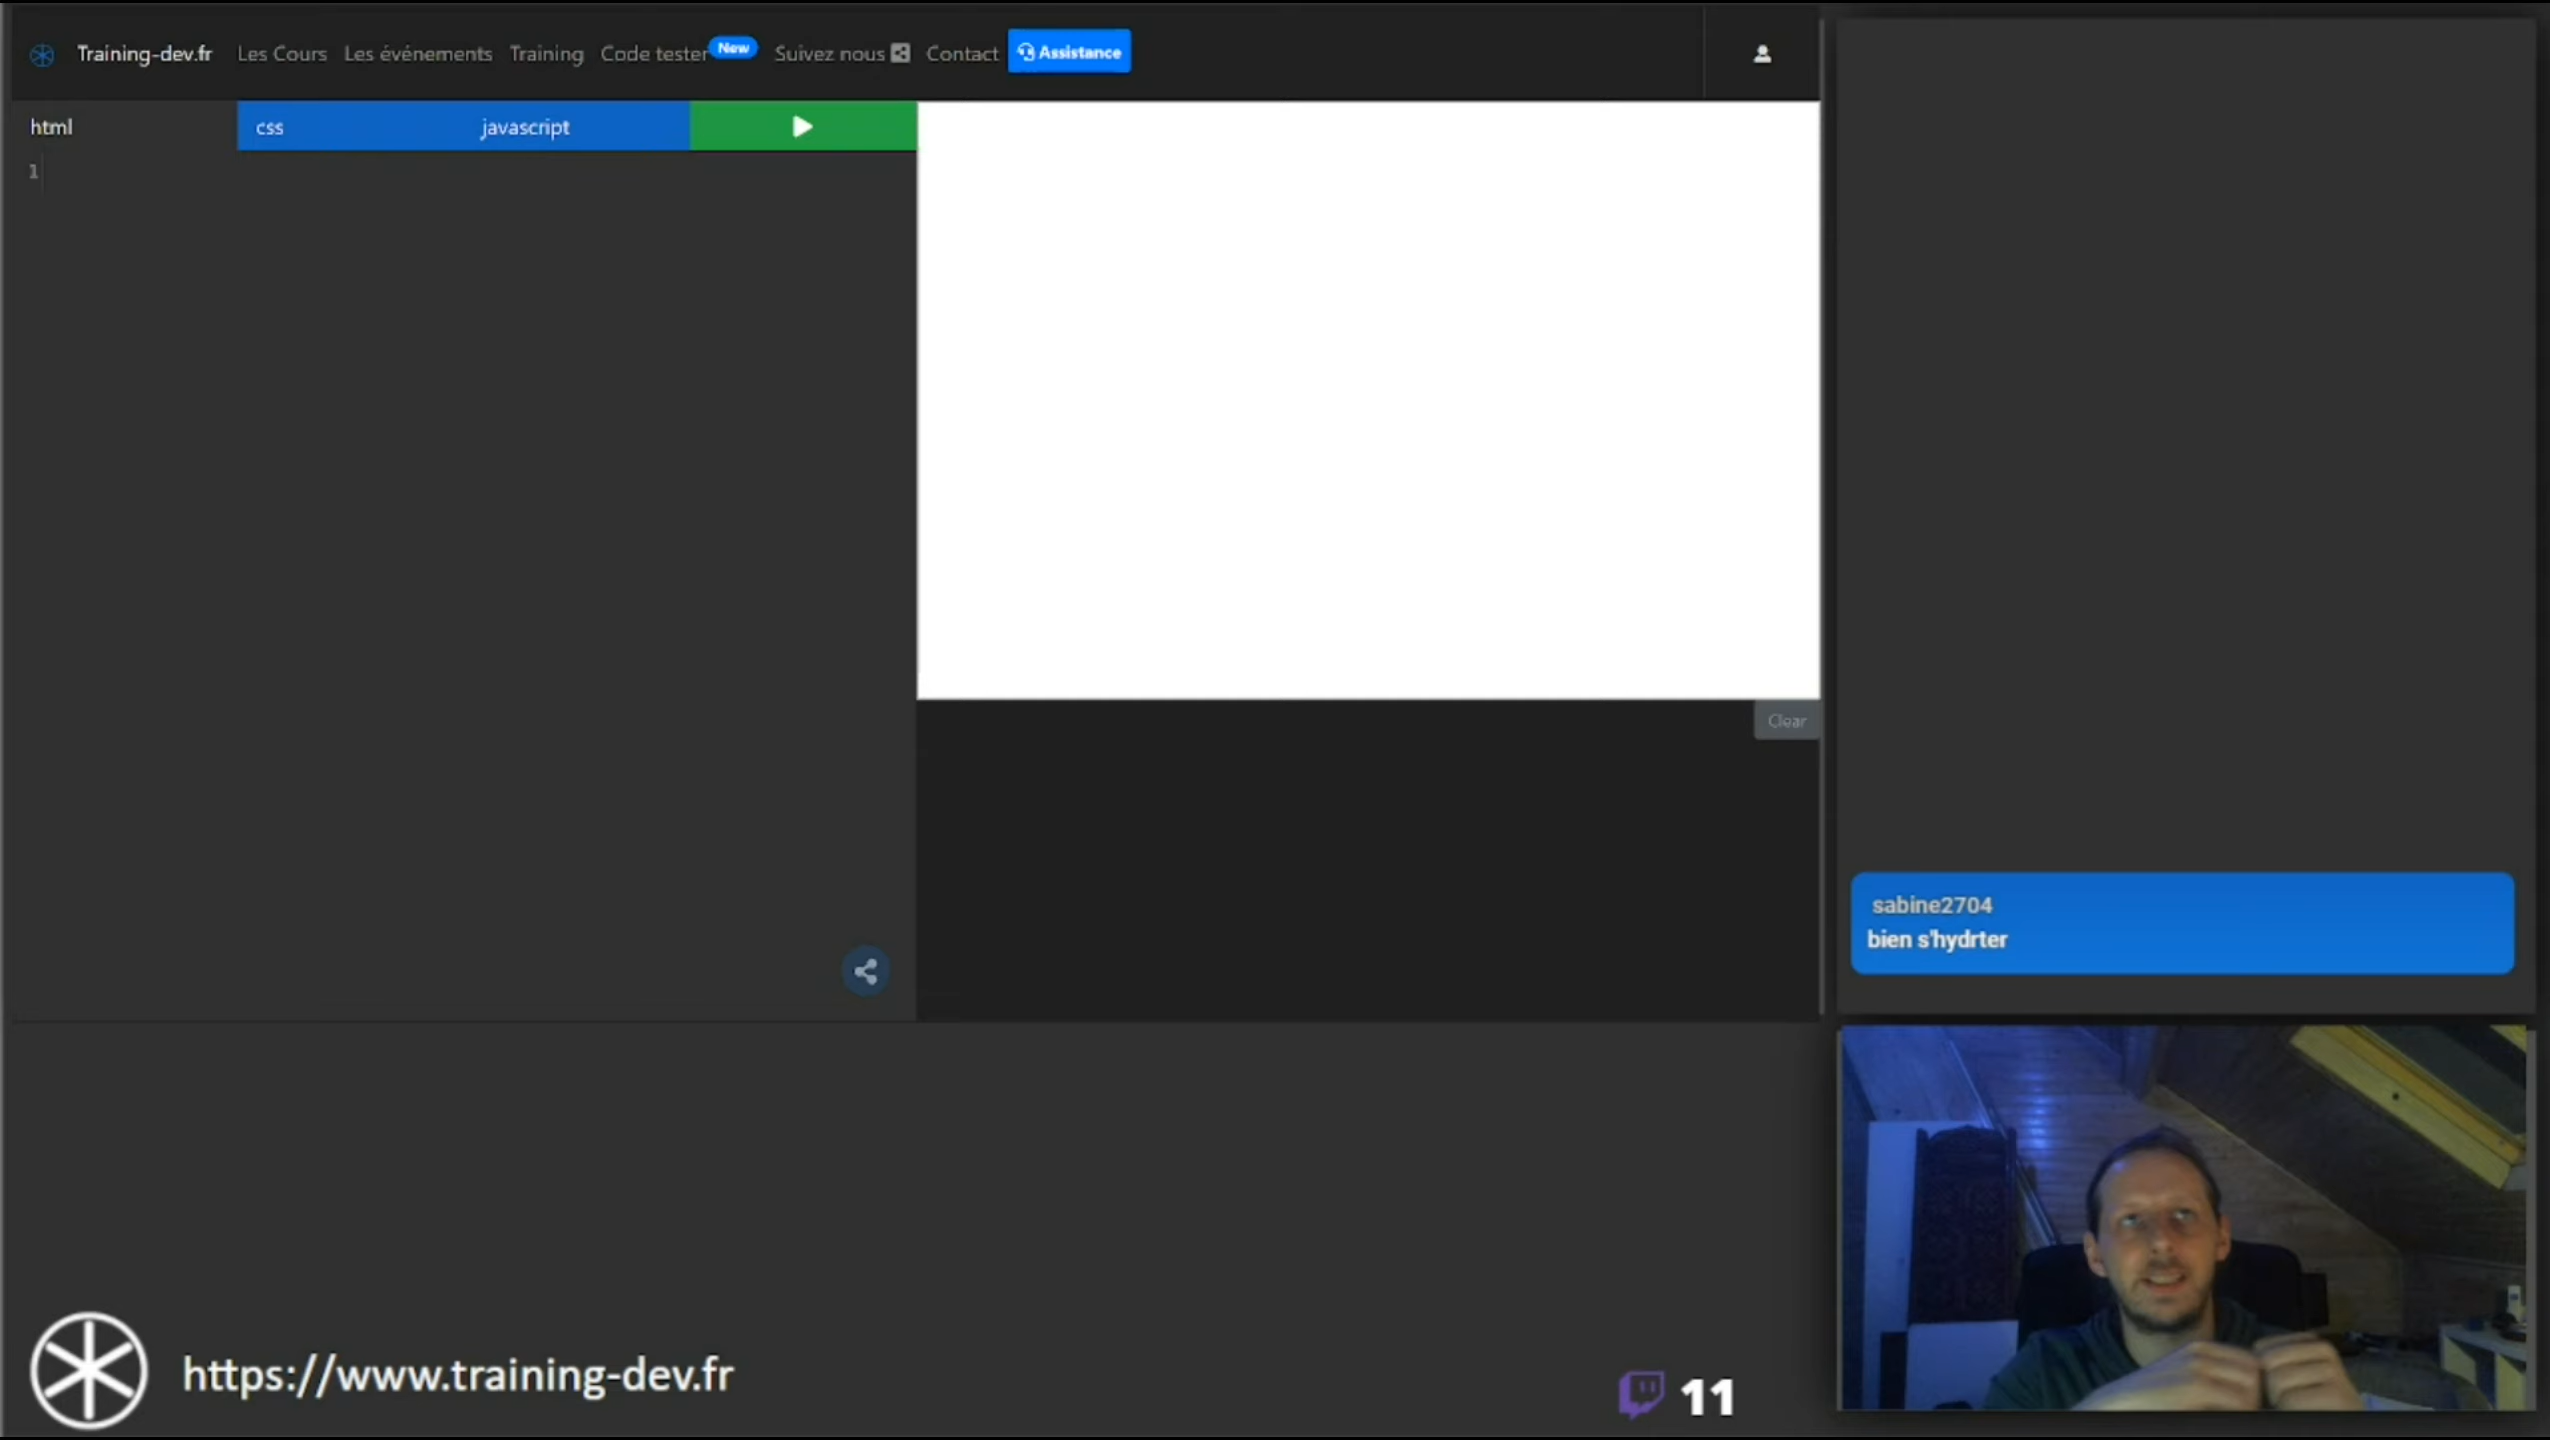 Training-dev.fr Les Cours Les événements Training Code tester New Suivez nous Contact Assistance
html css javascript
1
Clear
sabine2704
bien s'hydrter
https://www.training-dev.fr
11